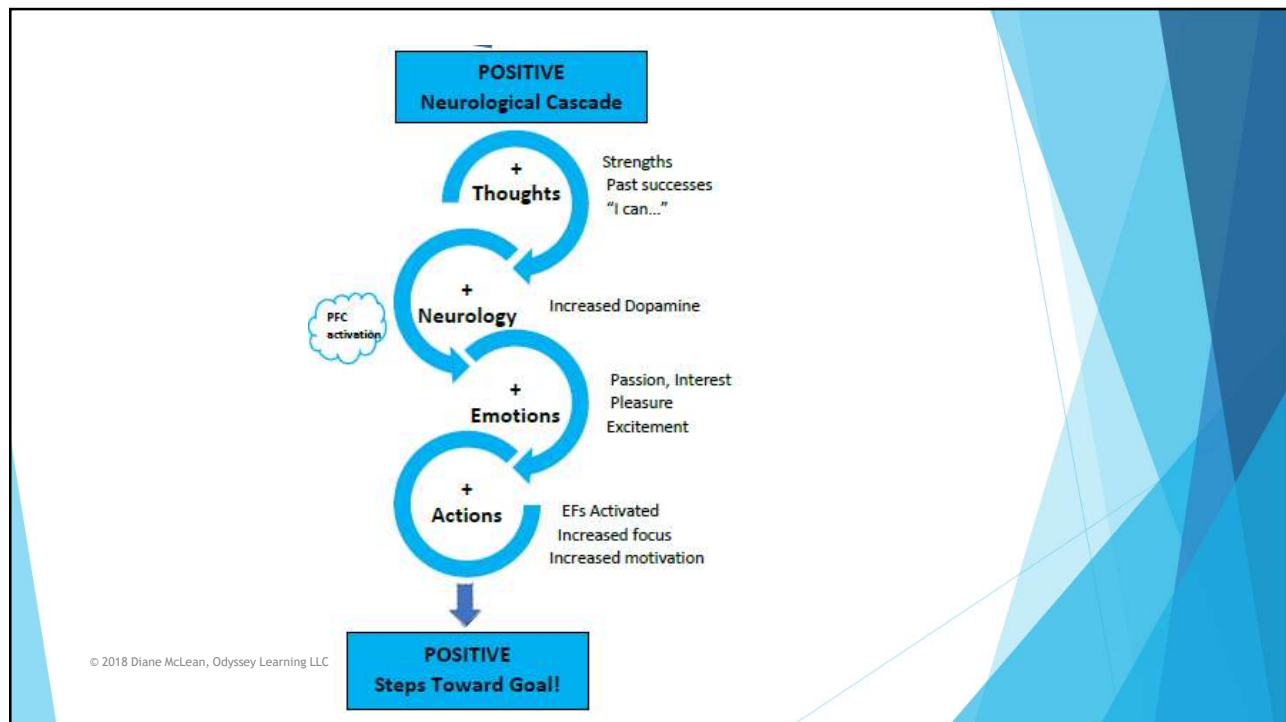 POSITIVE
Neurological Cascade
+
Thoughts
Strengths
Past successes
“I can...”
+
Neurology
PFC
activation
Increased Dopamine
+
Emotions
Passion, Interest
Pleasure
Excitement
+
Actions
EFs Activated
Increased focus
Increased motivation
POSITIVE
Steps Toward Goal!
© 2018 Diane McLean, Odyssey Learning LLC